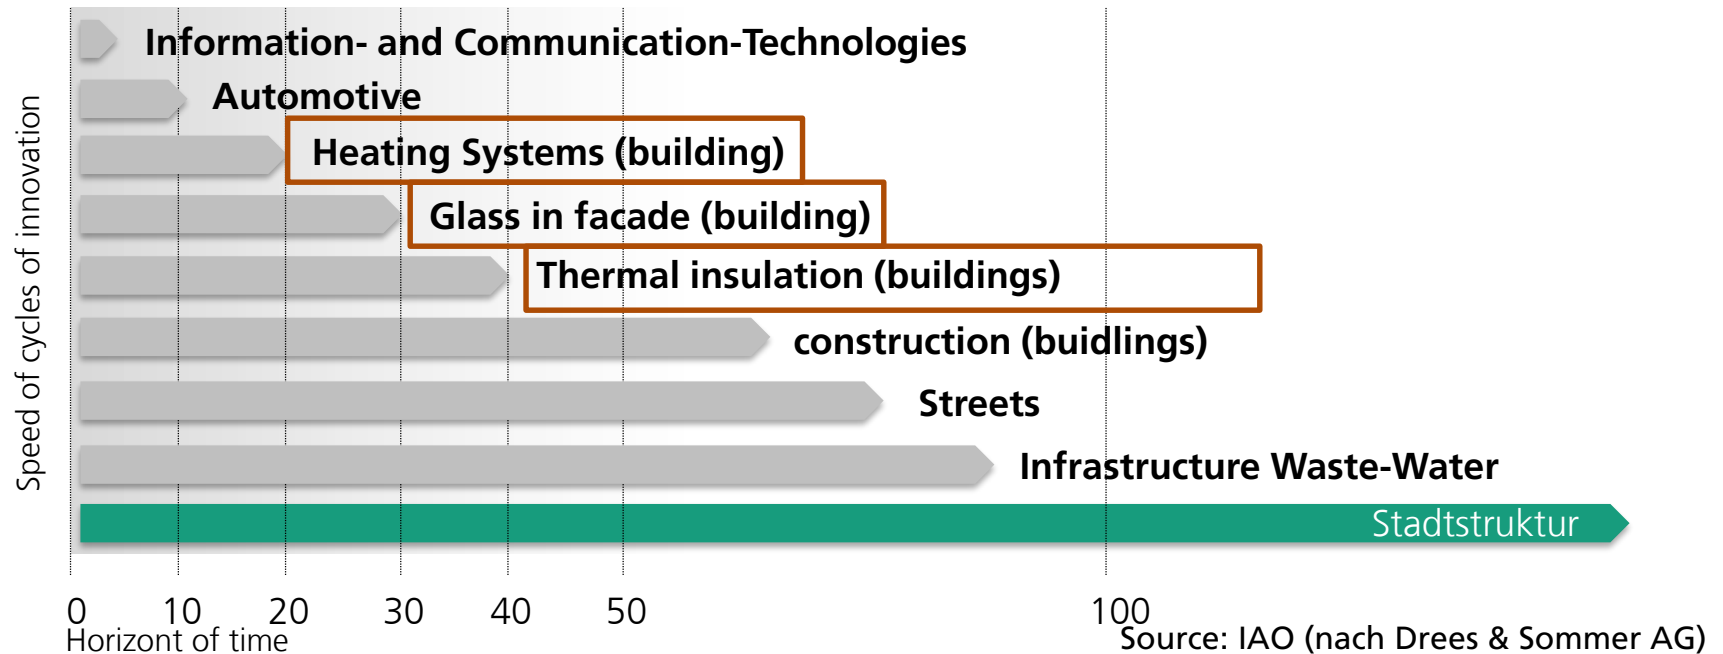 Speed of cycles of innovation
Information- and Communication-Technologies
Automotive
Heating Systems (building)
Glass in facade (building)
Thermal insulation (buildings)
construction (buidlings)
Streets
Infrastructure Waste-Water
Stadtstruktur
0 10 20 30 40 50 100
Horizont of time
Source: IAO (nach Drees & Sommer AG)